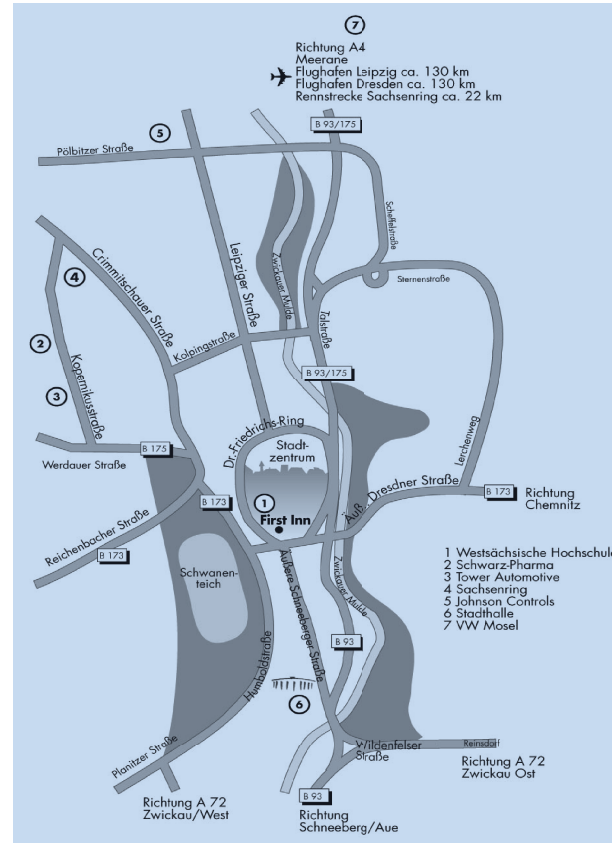 7
Richtung A4
Meerane
Flughafen Leipzig ca. 130 km
Flughafen Dresden ca. 130 km
Rennstrecke Sachsenring ca. 22 km
B 93/175
5
Pölbitzer Straße
Scheffelstraße
Leipziger Straße
Zwickauer Mulde
4
Crimmitschauer Straße
Sternenstraße
Talstraße
2
Kolpingstraße
3
Kopernikusstraße
B 93/175
Dr.-Friedrichs-Ring
Stadt-
zentrum
Lerchenweg
B 175
Werdauer Straße
B 173
1
First Inn
Äuß. Dresdner Straße
B 173
Richtung
Chemnitz
Reichenbacher Straße
B 173
Schwanen-
teich
Äußere Schneeberger Straße
Zwickauer Mulde
1 Westsächsische Hochschule
2 Schwarz-Pharma
3 Tower Automotive
4 Sachsenring
5 Johnson Controls
6 Stadthalle
7 VW Mosel
B 93
Humboldstraße
6
Wildenfelser
Straße
Reinsdorf
Planitzer Straße
Richtung A 72
Zwickau Ost
Richtung A 72
Zwickau/West
B 93
Richtung
Schneeberg/Aue